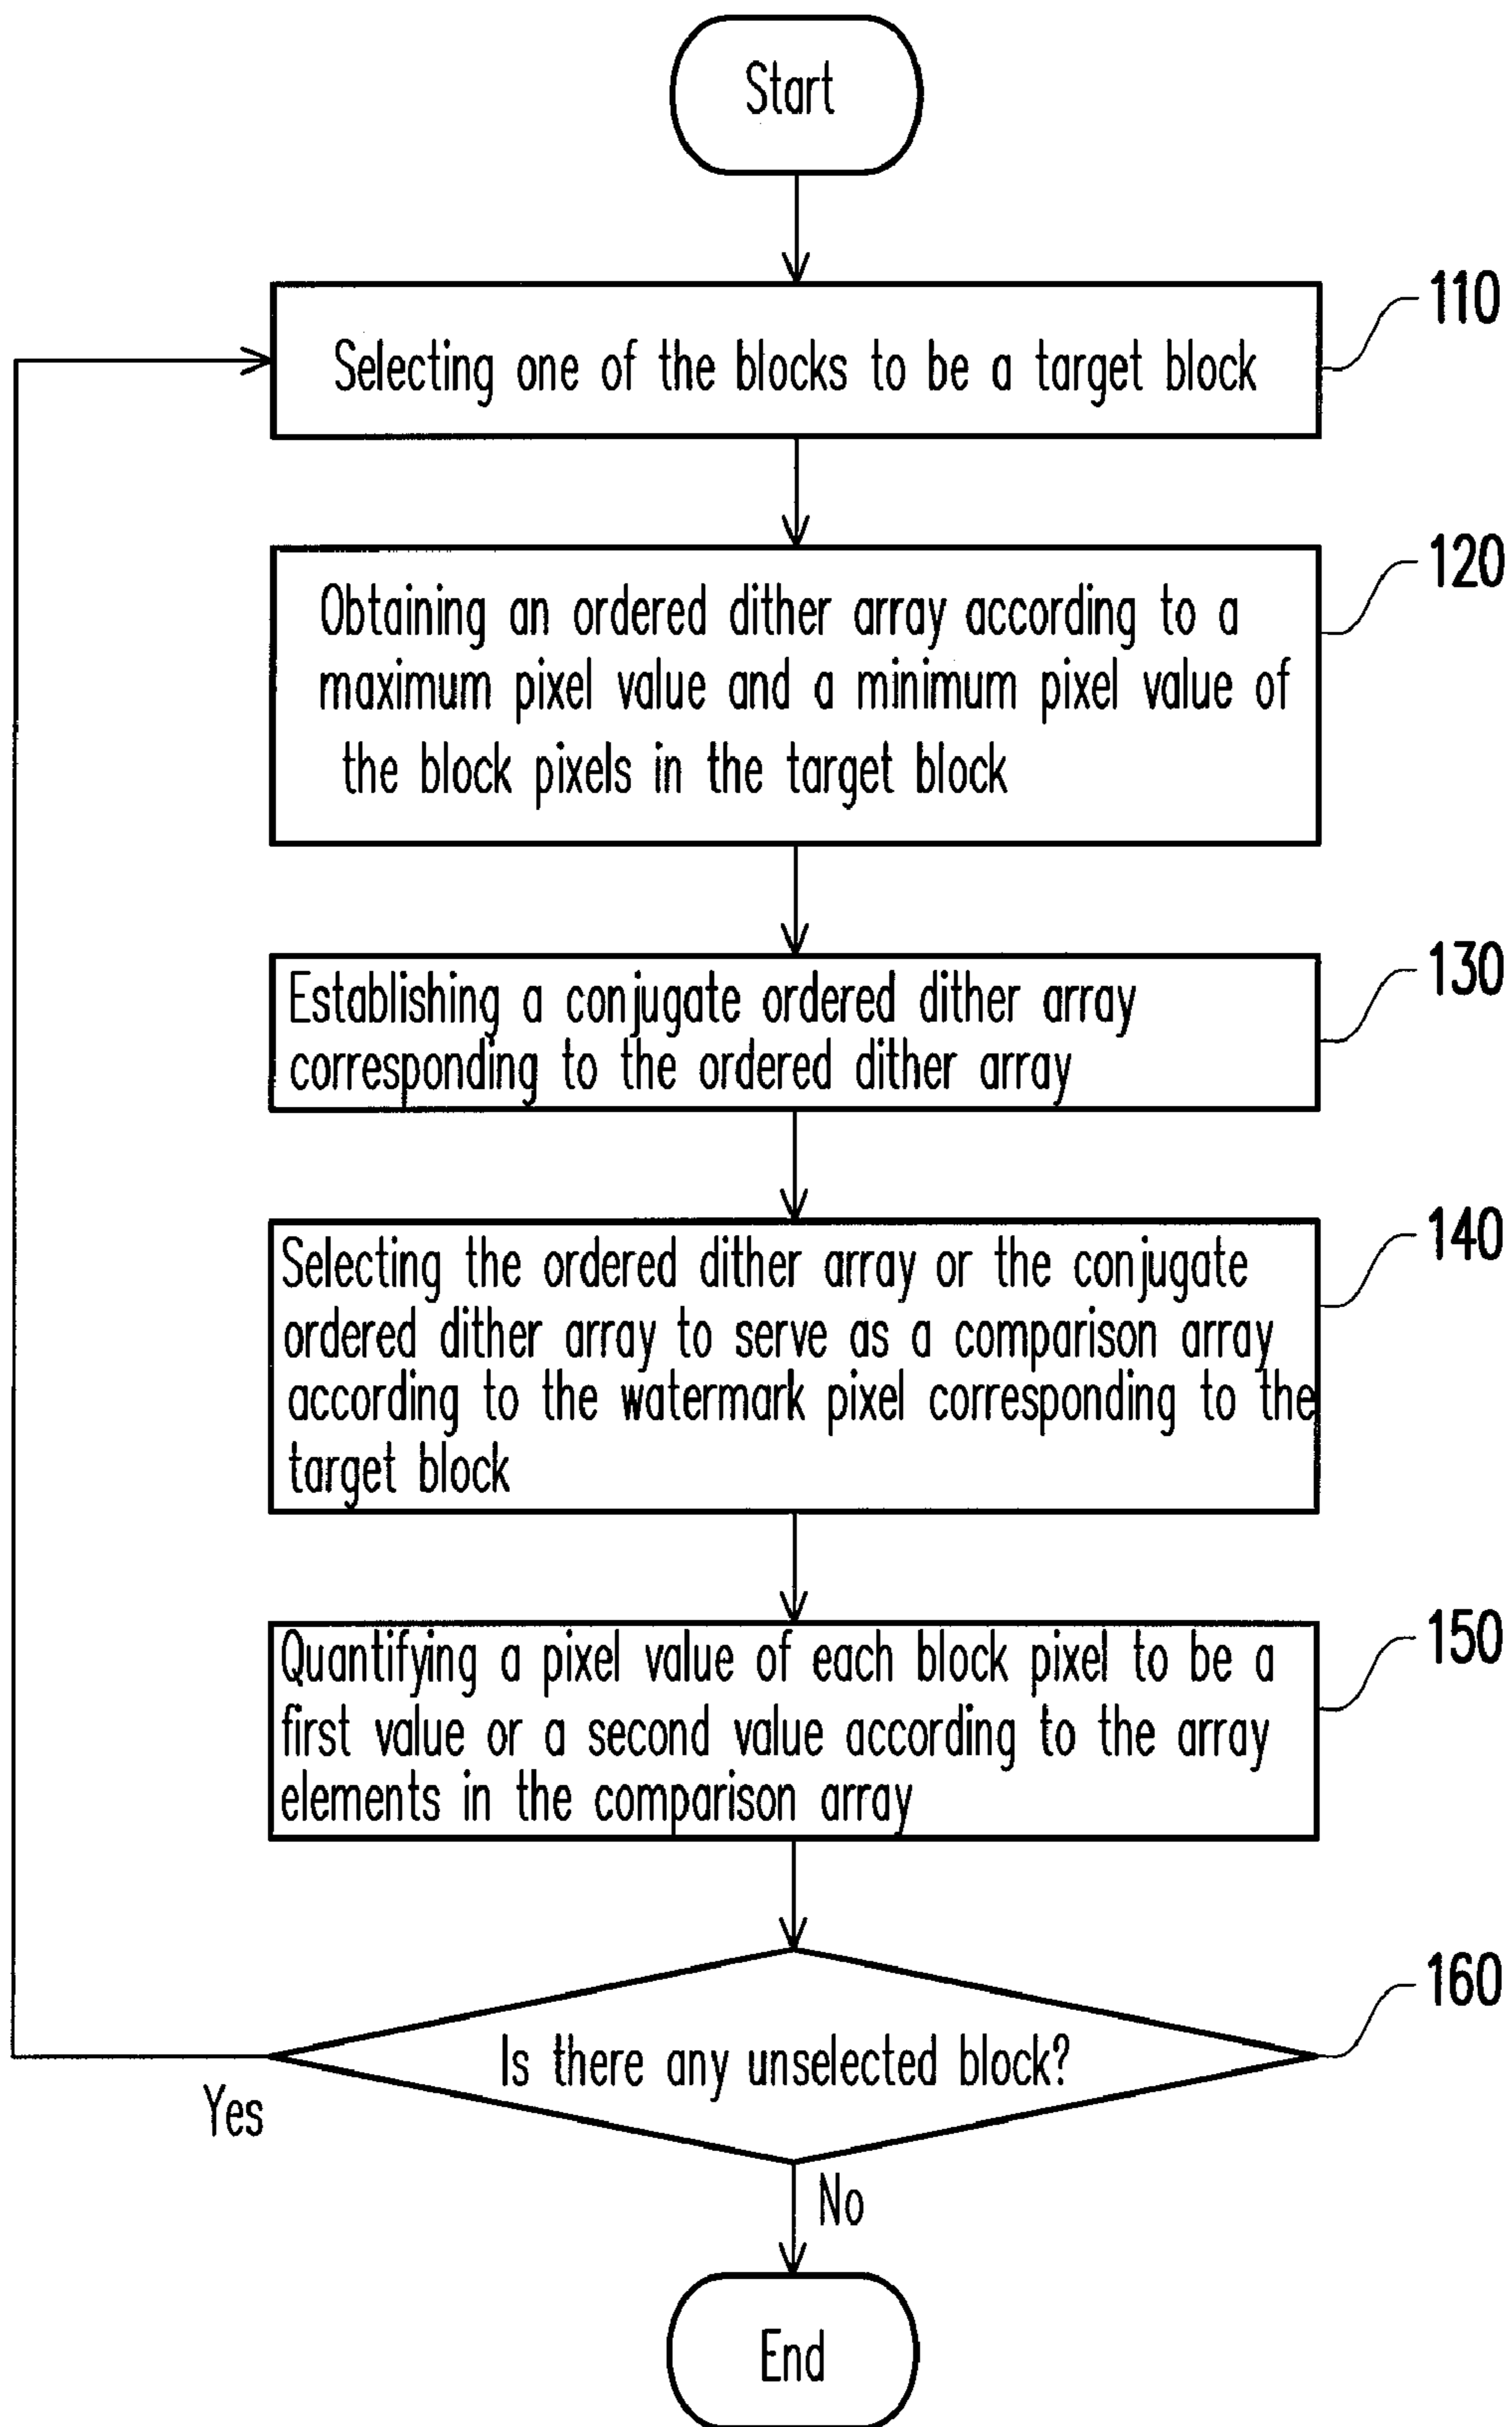 Start
110
Selecting one of the blocks to be a target block
120
Obtaining an ordered dither array according to a
maximum pixel value and a minimum pixel value of
the block pixels in the target block
130
Establishing a conjugate ordered dither array
corresponding to the ordered dither array
140
Selecting the ordered dither array or the conjugate
ordered dither array to serve as a comparison array
according to the watermark pixel corresponding to the
target block
150
Quantifying a pixel value of each block pixel to be a
first value or a second value according to the array
elements in the comparison array
160
Is there any unselected block?
Yes
No
End